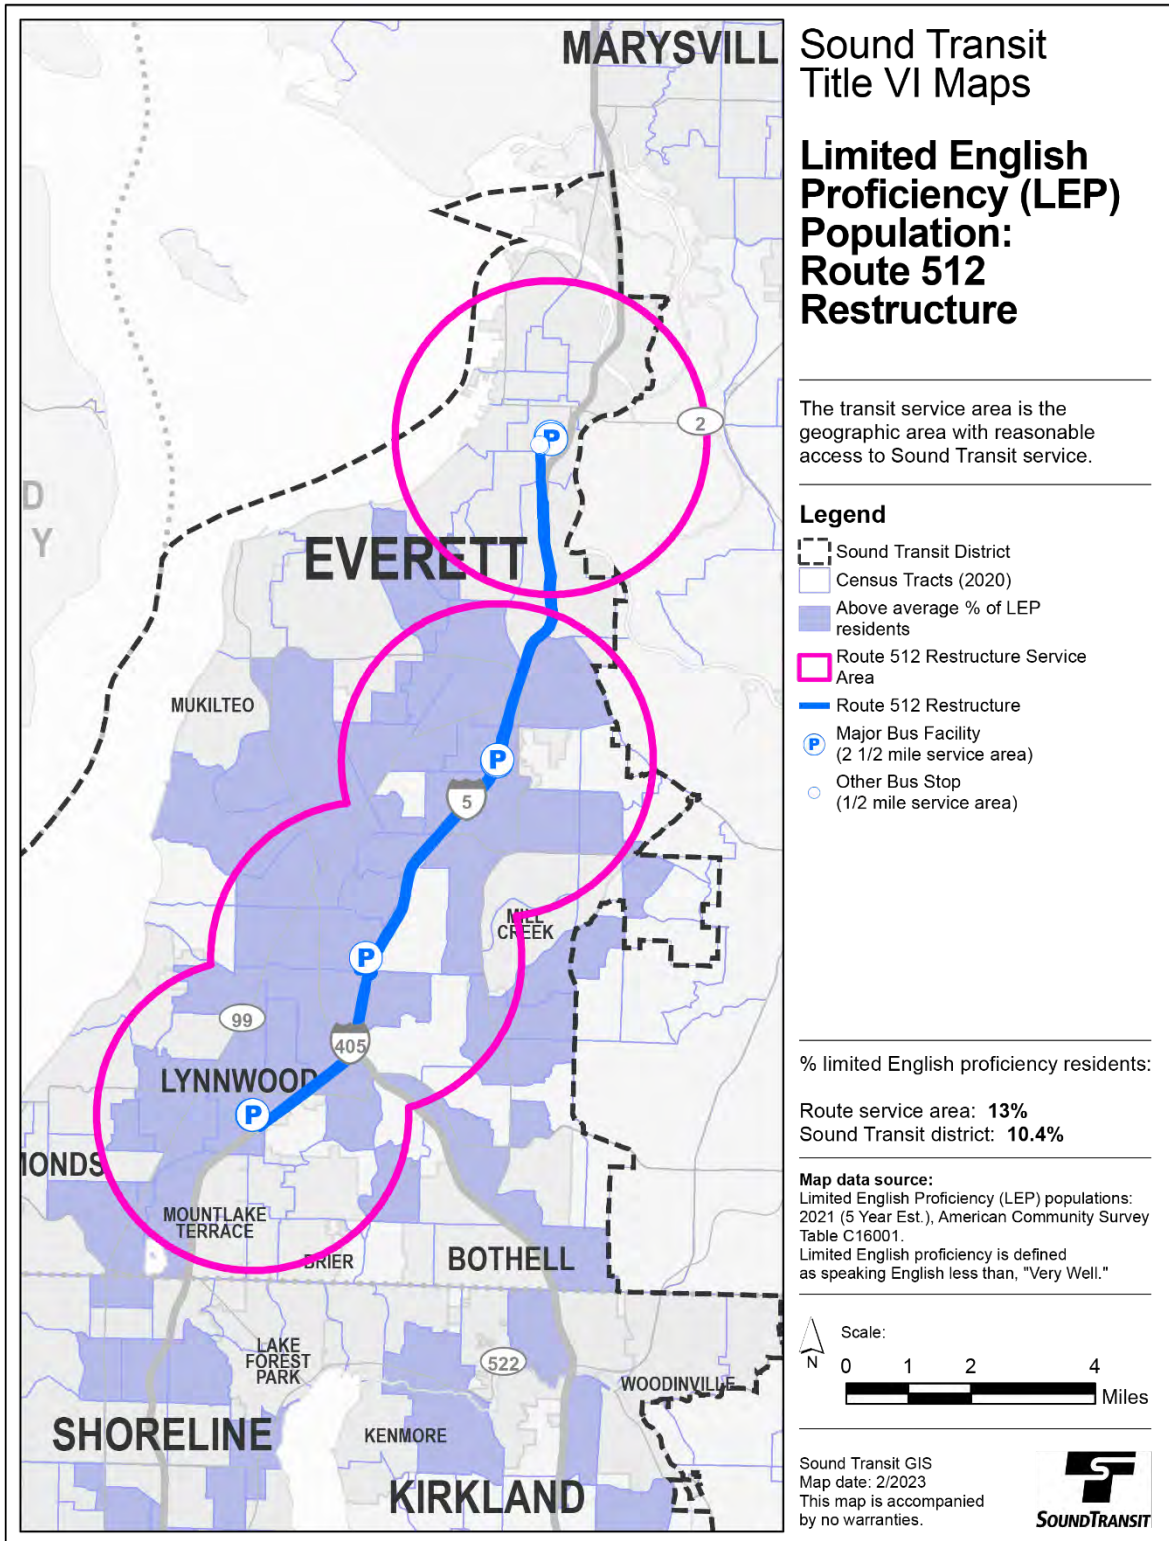 MARYSVILL
D
Y
EVERETT
2
MUKILTEO
P
P
5
MILL
CREEK
P
99
405
LYNNWOOD
P
MONDS
MOUNTLAKE
TERRACE
BRIER
BOTHELL
LAKE
FOREST
PARK
522
WOODINVILLE
SHORELINE
KENMORE
KIRKLAND
Sound Transit
Title VI Maps
Limited English
Proficiency (LEP)
Population:
Route 512
Restructure
The transit service area is the
geographic area with reasonable
access to Sound Transit service.
Legend
Sound Transit District
Census Tracts (2020)
Above average % of LEP
residents
Route 512 Restructure Service
Area
Route 512 Restructure
P
Major Bus Facility
(2 1/2 mile service area)
Other Bus Stop
(1/2 mile service area)
% limited English proficiency residents:
Route service area: 13%
Sound Transit district: 10.4%
Map data source:
Limited English Proficiency (LEP) populations:
2021 (5 Year Est.), American Community Survey
Table C16001.
Limited English proficiency is defined
as speaking English less than, "Very Well."
N
Scale:
0 1 2 4
Miles
Sound Transit GIS
Map date: 2/2023
This map is accompanied
by no warranties.
SOUNDTRANSIT